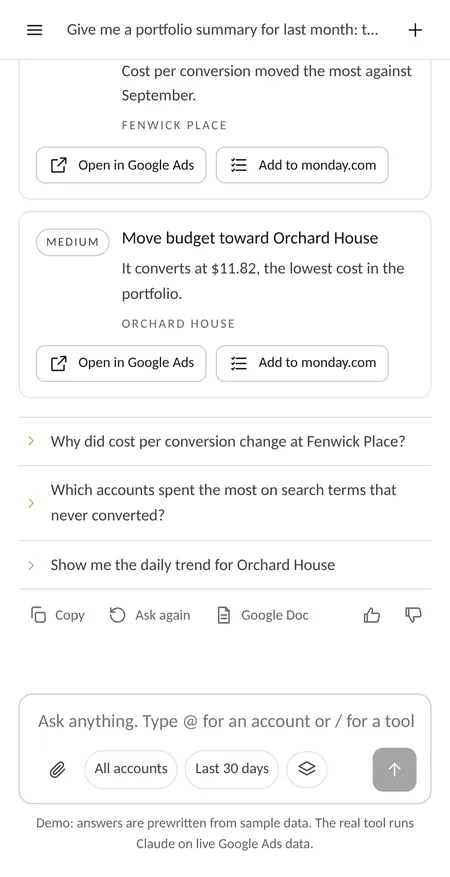 Give me a portfolio summary for last month: t...
Cost per conversion moved the most against
September.
FENWICK PLACE
Open in Google Ads
Add to monday.com
MEDIUM
Move budget toward Orchard House
It converts at $11.82, the lowest cost in the
portfolio.
ORCHARD HOUSE
Open in Google Ads
Add to monday.com
Why did cost per conversion change at Fenwick Place?
Which accounts spent the most on search terms that
never converted?
Show me the daily trend for Orchard House
Copy
Ask again
Google Doc
Ask anything. Type @ for an account or / for a tool
All accounts
Last 30 days
Demo: answers are prewritten from sample data. The real tool runs
Claude on live Google Ads data.